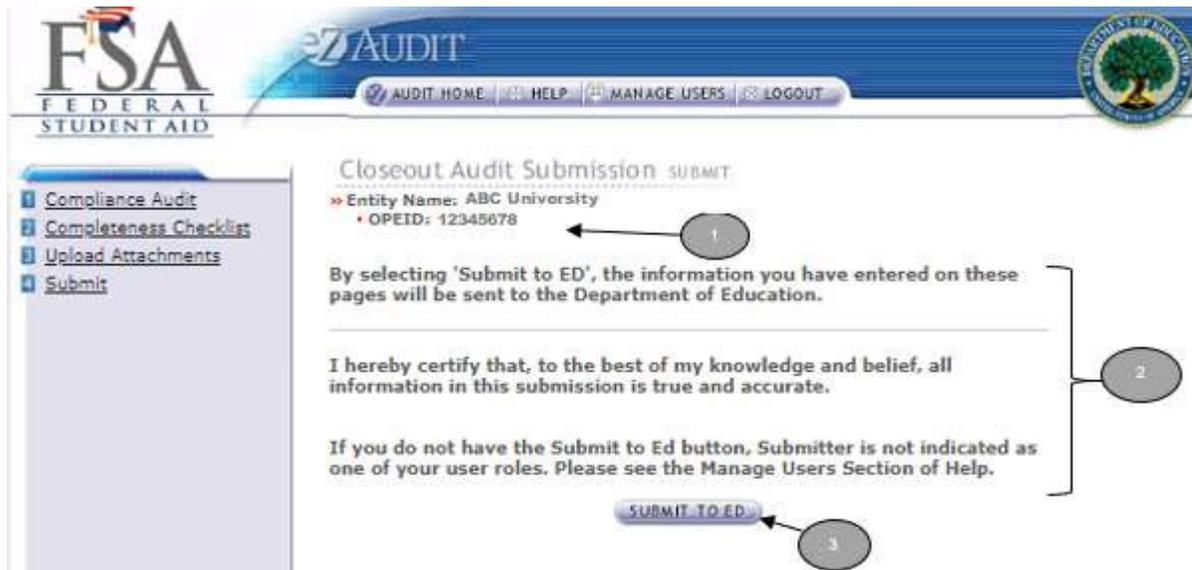 FSA
FEDERAL
STUDENT AID
eZ AUDIT
AUDIT HOME HELP MANAGE USERS LOGOUT
1 Compliance Audit
2 Completeness Checklist
3 Upload Attachments
4 Submit
Closeout Audit Submission SUBMIT
» Entity Name: ABC University
• OPEID: 12345678
1
By selecting 'Submit to ED', the information you have entered on these
pages will be sent to the Department of Education.
I hereby certify that, to the best of my knowledge and belief, all
information in this submission is true and accurate.
2
If you do not have the Submit to Ed button, Submitter is not indicated as
one of your user roles. Please see the Manage Users Section of Help.
SUBMIT TO ED
3